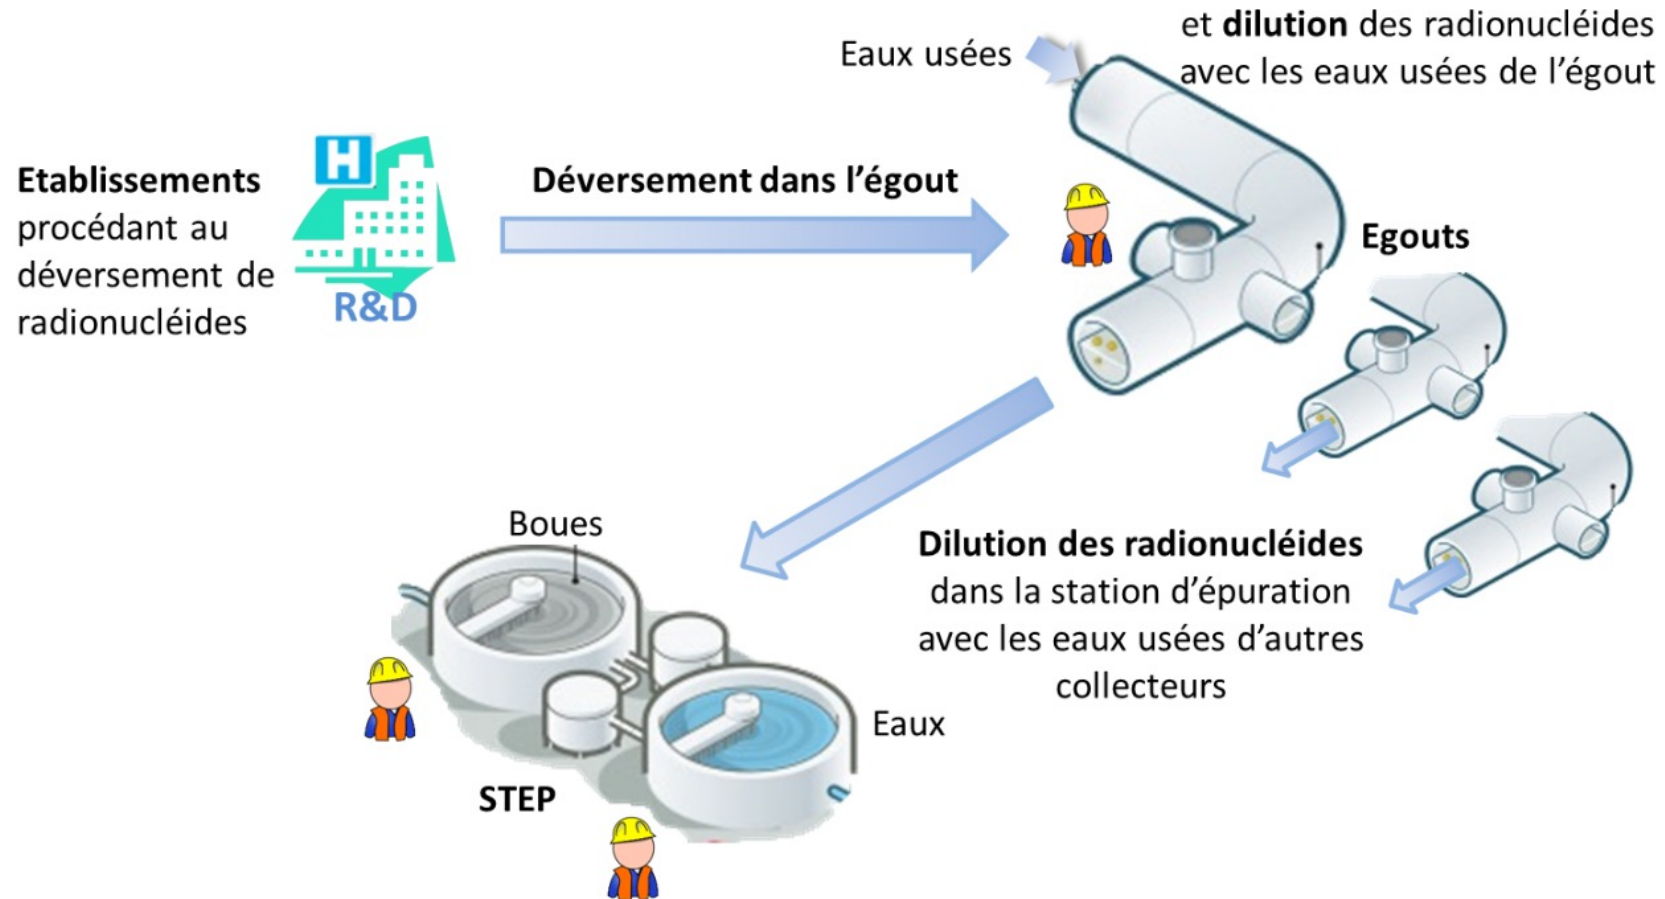 et dilution des radionucléides
avec les eaux usées de l’égout
Eaux usées
Etablissements
procédant au
déversement de
radionucléides
H
R&D
Déversement dans l’égout
Egouts
Boues
Dilution des radionucléides
dans la station d’épuration
avec les eaux usées d’autres
collecteurs
Eaux
STEP